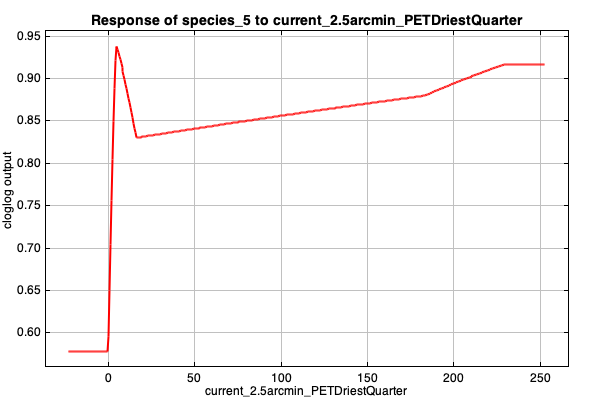 Response of species_5 to current_2.5arcmin_PETDriestQuarter
0.95
0.90
0.85
0.80
0.75
0.70
0.65
0.60
cloglog output
0 50 100 150 200 250
current_2.5arcmin_PETDriestQuarter